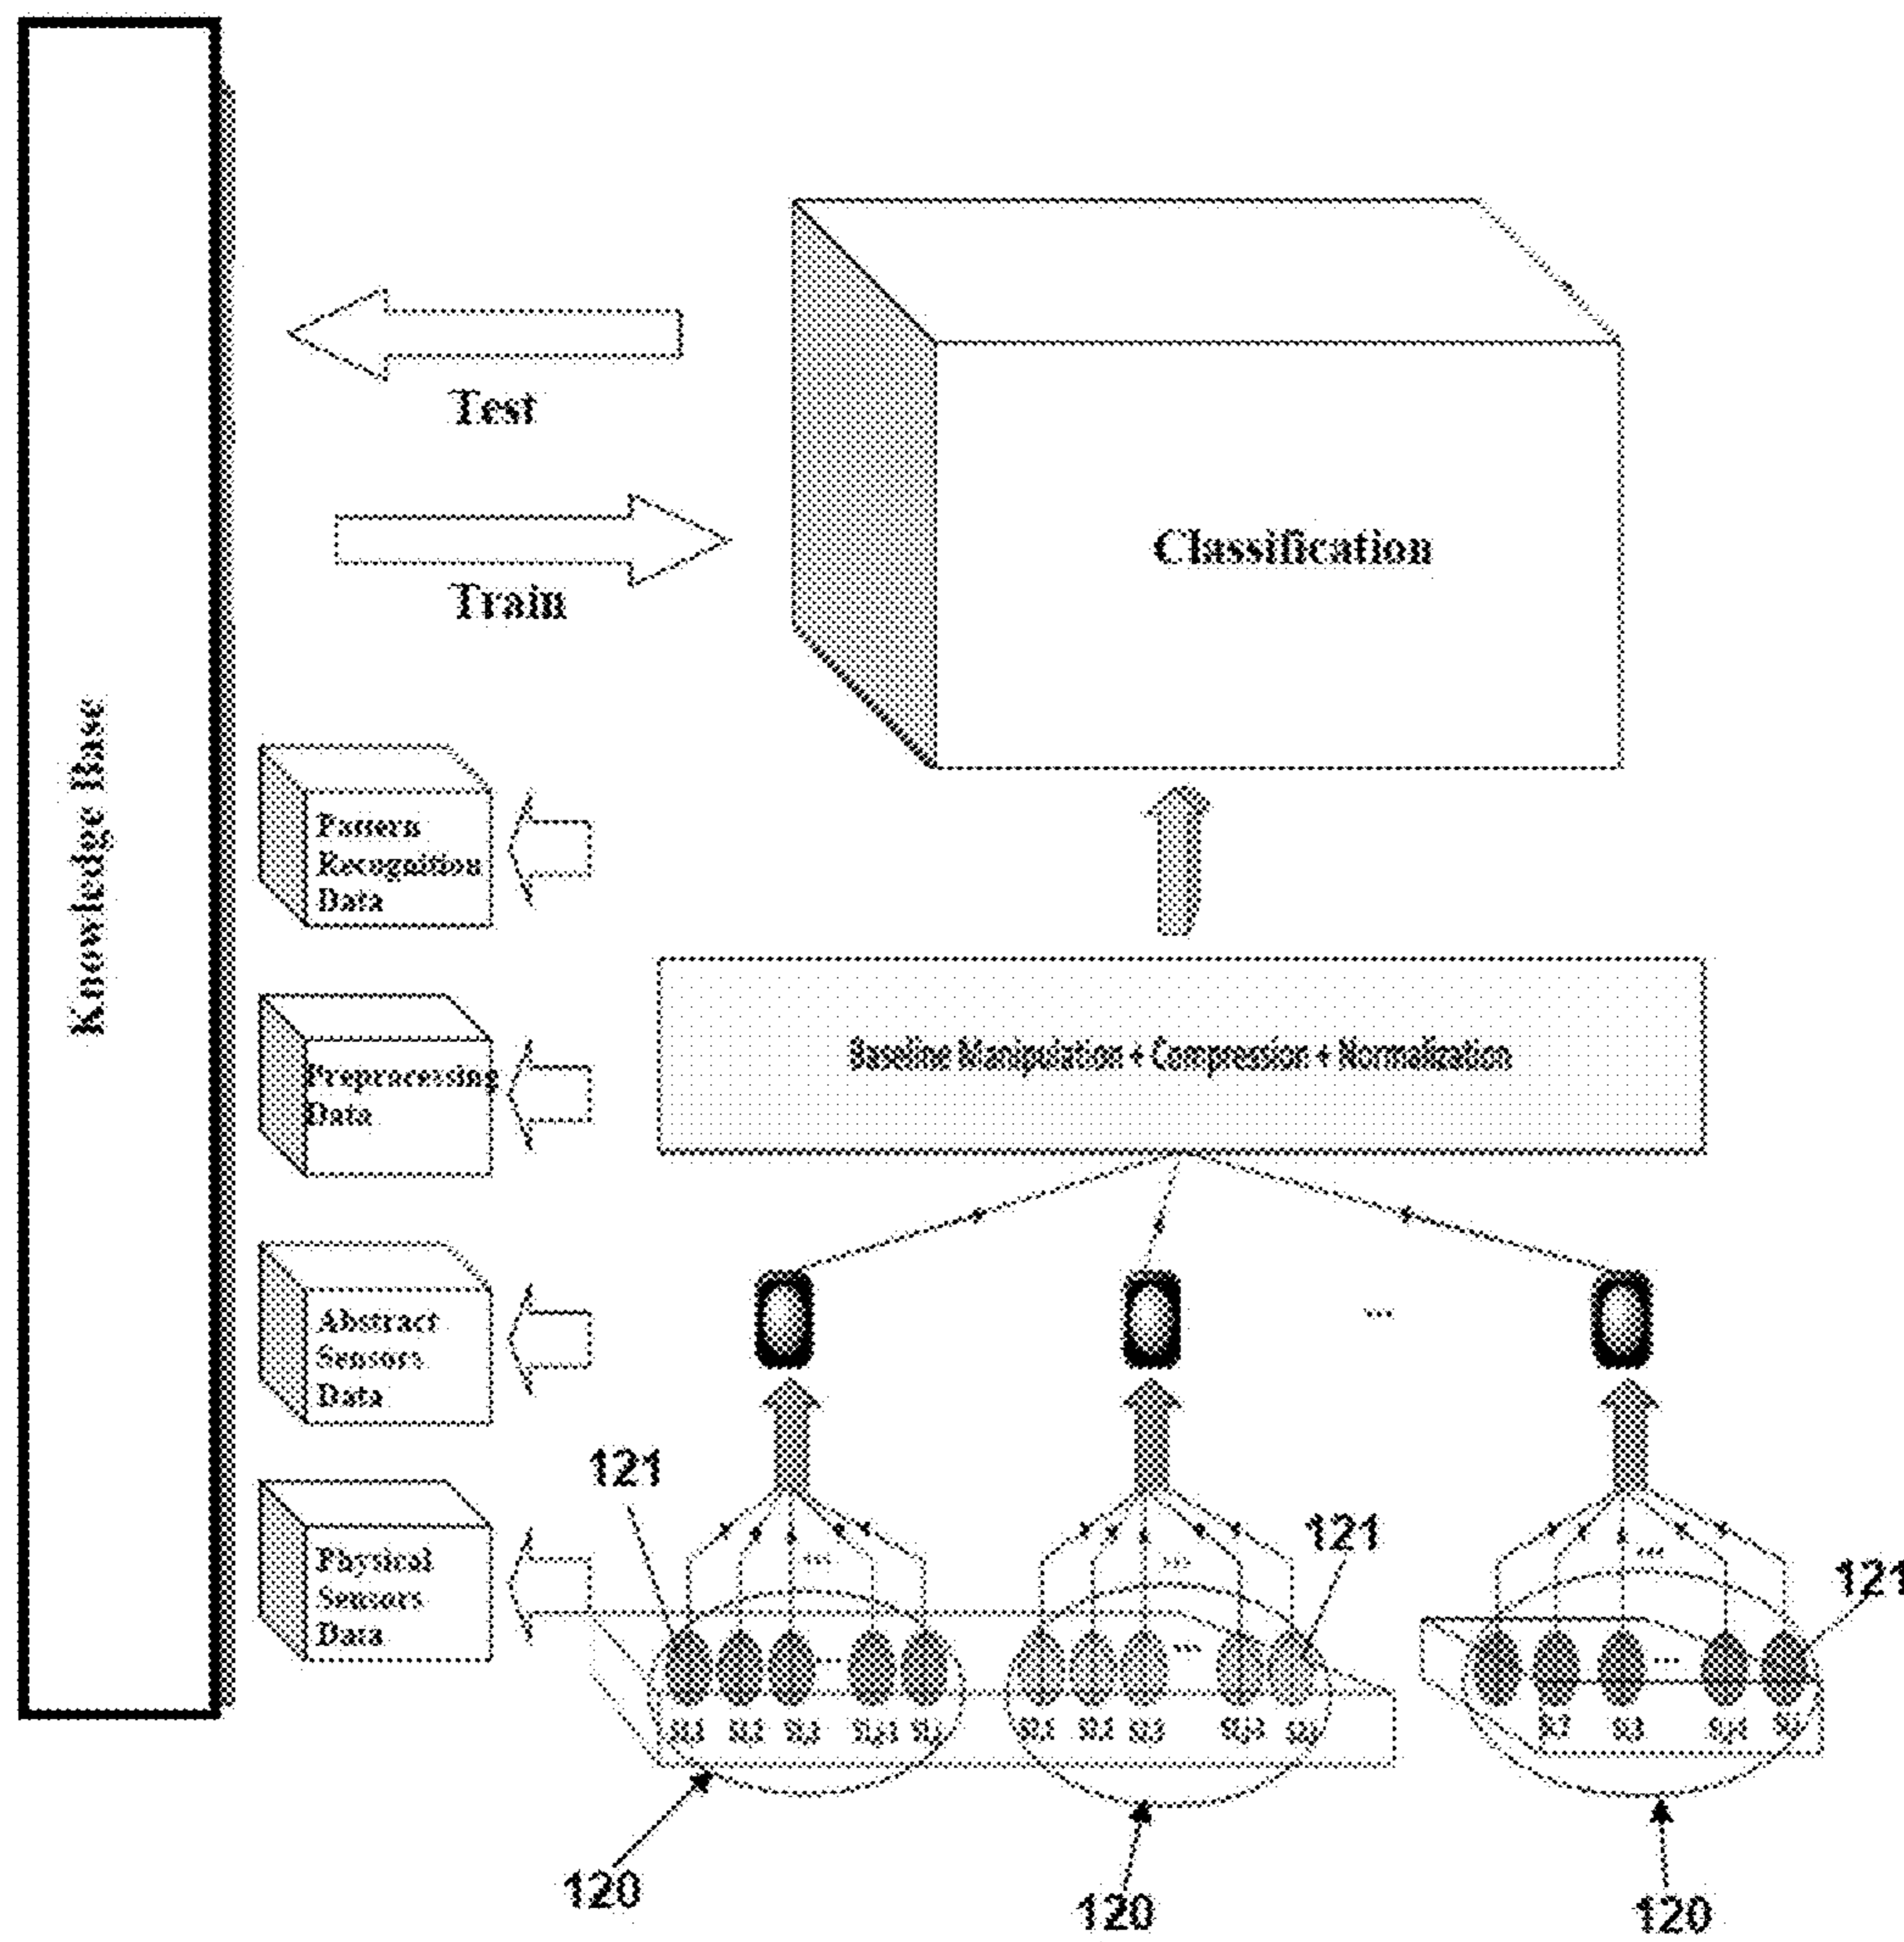 Test
Train
Classification
Knowledge Base
Pattern
Recognition
Data
Preprocessing
Data
Baseline Manipulation + Compression + Normalization
Abstract
Sensors
Data
...
121
121
121
Physical
Sensors
Data
...
...
...
...
...
...
120
120
120